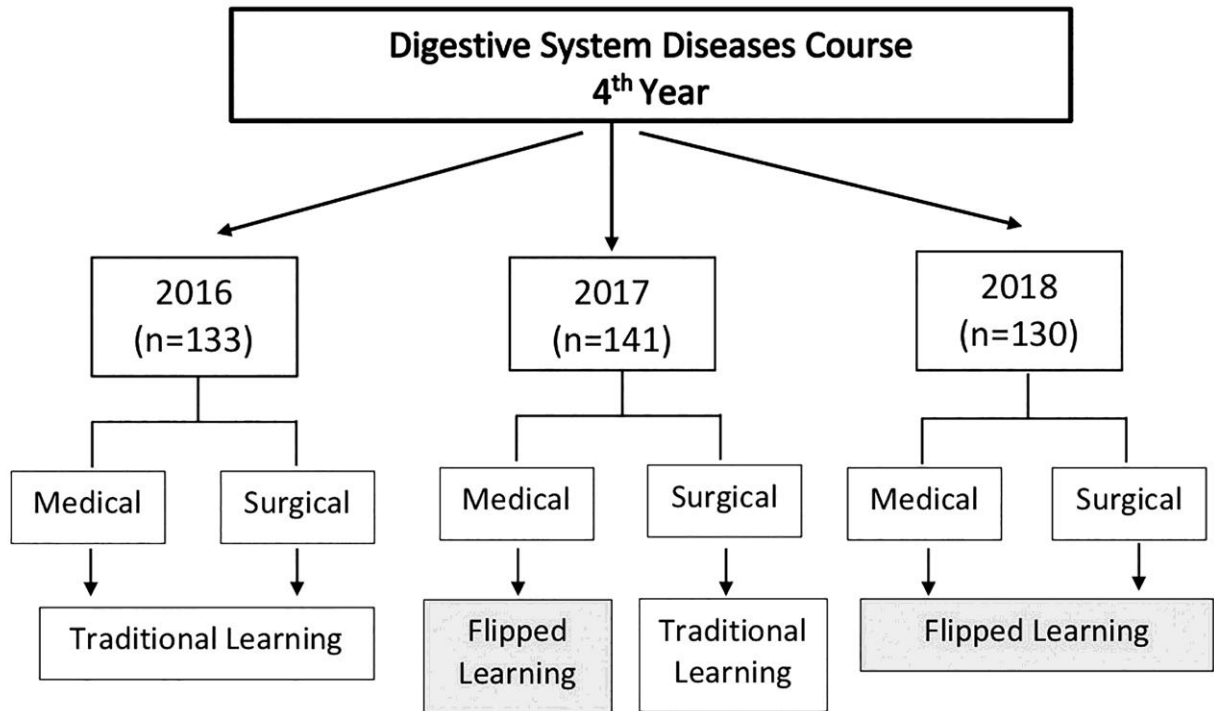 Digestive System Diseases Course
4th Year
2016
(n=133)
2017
(n=141)
2018
(n=130)
Medical
Surgical
Medical
Surgical
Medical
Surgical
Traditional Learning
Flipped
Learning
Traditional
Learning
Flipped Learning